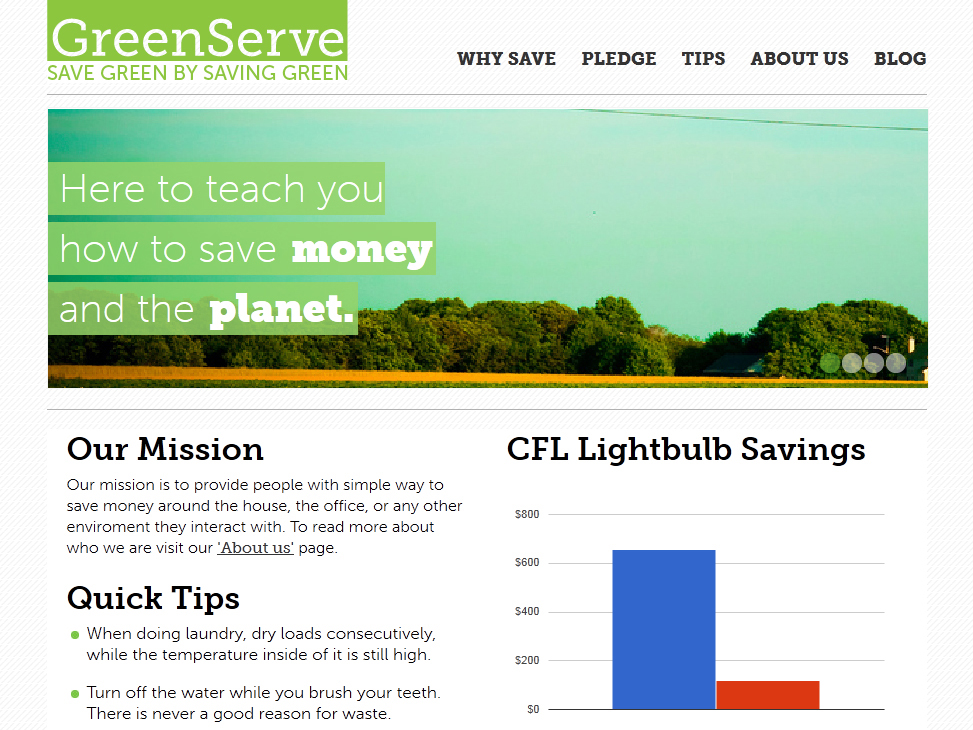 GreenServe
SAVE GREEN BY SAVING GREEN
WHY SAVE PLEDGE TIPS ABOUT US BLOG
Here to teach you
how to save money
and the planet.
Our Mission
Our mission is to provide people with simple way to
save money around the house, the office, or any other
enviroment they interact with. To read more about
who we are visit our 'About us' page.
Quick Tips
When doing laundry, dry loads consecutively,
while the temperature inside of it is still high.
Turn off the water while you brush your teeth.
There is never a good reason for waste.
CFL Lightbulb Savings
$800
$600
$400
$200
$0